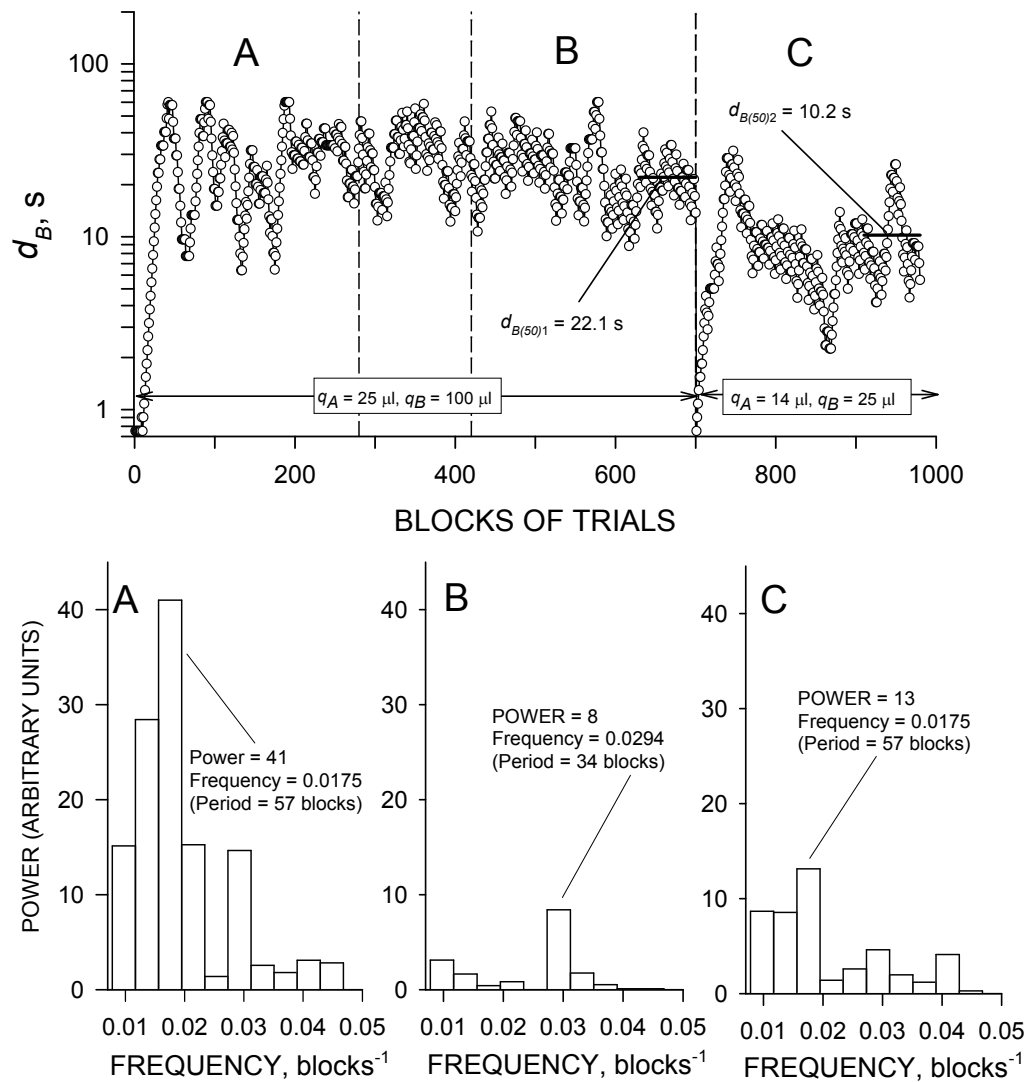 A
B
C
100
10
1
d_B, s
d_B(50)2 = 10.2 s
d_B(50)1 = 22.1 s
q_A = 25 μl, q_B = 100 μl
q_A = 14 μl, q_B = 25 μl
0
200
400
600
800
1000
BLOCKS OF TRIALS
A
40
30
20
10
0
POWER (ARBITRARY UNITS)
Power = 41
Frequency = 0.0175
(Period = 57 blocks)
0.01 0.02 0.03 0.04 0.05
FREQUENCY, blocks⁻¹
B
40
30
20
10
0
POWER = 8
Frequency = 0.0294
(Period = 34 blocks)
0.01 0.02 0.03 0.04 0.05
FREQUENCY, blocks⁻¹
C
40
30
20
10
0
POWER = 13
Frequency = 0.0175
(Period = 57 blocks)
0.01 0.02 0.03 0.04 0.05
FREQUENCY, blocks⁻¹